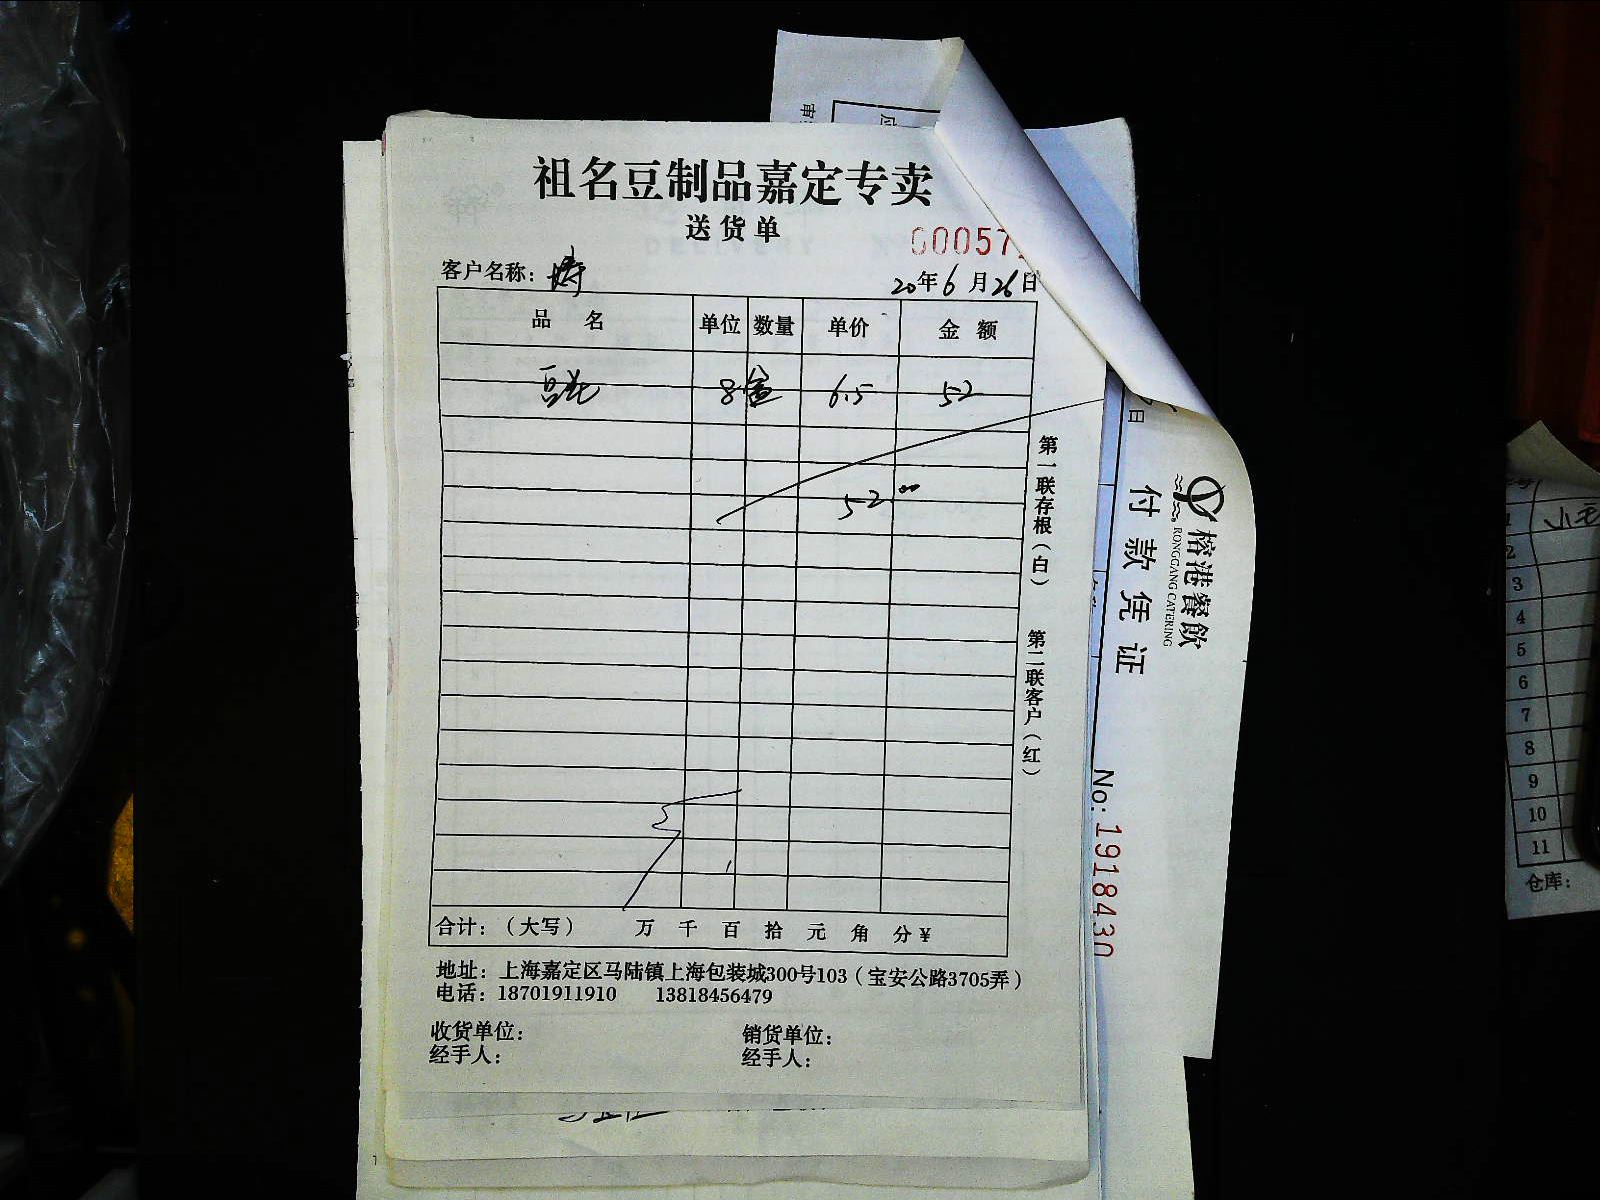 祖名豆制品嘉定专卖
送货单
00057
客户名称：涛
20年6月26日
品名 单位 数量 单价 金额
豆花 8盒 6.5 52
52.00
第一联存根（白） 第二联客户（红）
合计：（大写） 万 千 百 拾 元 角 分 ¥
地址：上海嘉定区马陆镇上海包装城300号103（宝安公路3705弄）
电话：18701911910 13818456479
收货单位： 销货单位：
经手人： 经手人：
榕港餐飲
RONGGANG CATERING
付款凭证
No: 1918430
日
2
3
4
5
6
7
8
9
10
11
仓库：